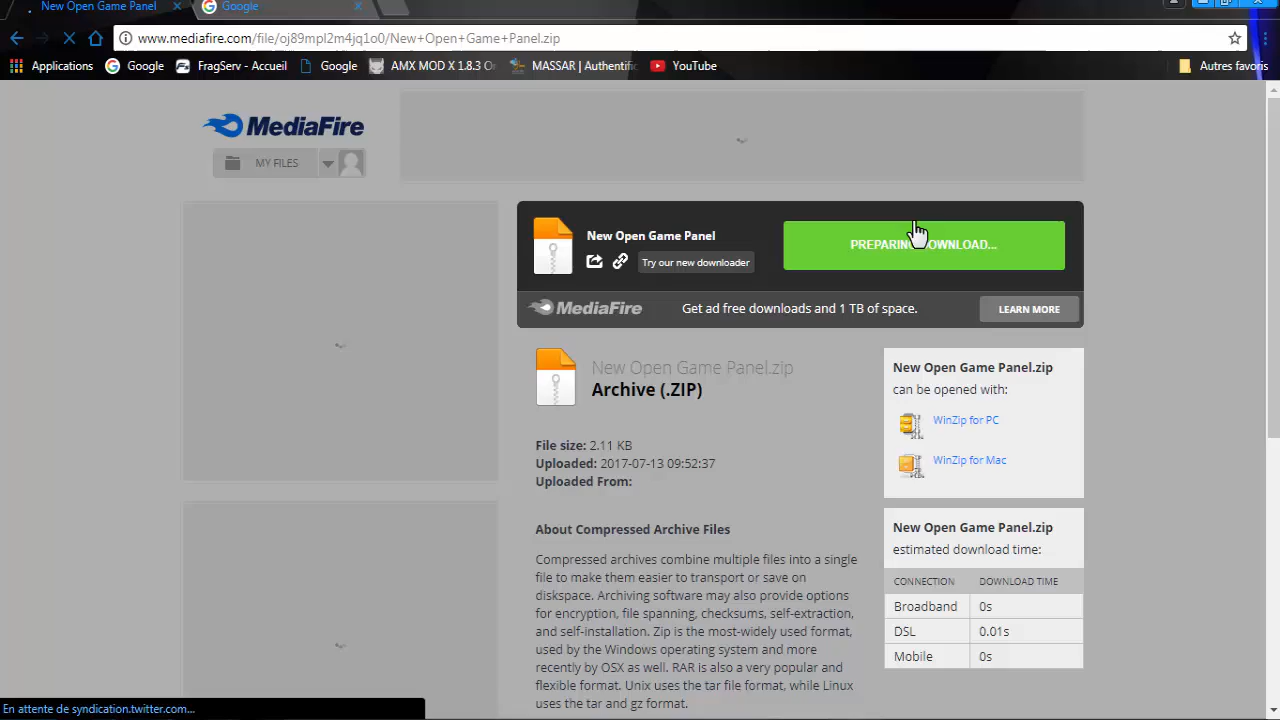 New Open Game Panel
Google
www.mediafire.com/file/oj89mpl2m4jq1o0/New+Open+Game+Panel.zip
Applications Google FragServ - Accueil Google AMX MOD X 1.8.3 MASSAR | Authentifi YouTube Autres favoris
MediaFire
MY FILES
New Open Game Panel
Try our new downloader
PREPARING DOWNLOAD...
MediaFire
Get ad free downloads and 1 TB of space.
LEARN MORE
New Open Game Panel.zip
Archive (.ZIP)
File size: 2.11 KB
Uploaded: 2017-07-13 09:52:37
Uploaded From:
About Compressed Archive Files
Compressed archives combine multiple files into a single
file to make them easier to transport or save on
diskspace. Archiving software may also provide options
for encryption, file spanning, checksums, self-extraction,
and self-installation. Zip is the most-widely used format,
used by the Windows operating system and more
recently by OSX as well. RAR is also a very popular and
flexible format. Unix uses the tar file format, while Linux
uses the tar and gz format.
New Open Game Panel.zip
can be opened with:
WinZip for PC
WinZip for Mac
New Open Game Panel.zip
estimated download time:
CONNECTION DOWNLOAD TIME
Broadband 0s
DSL 0.01s
Mobile 0s
En attente de syndication.twitter.com...